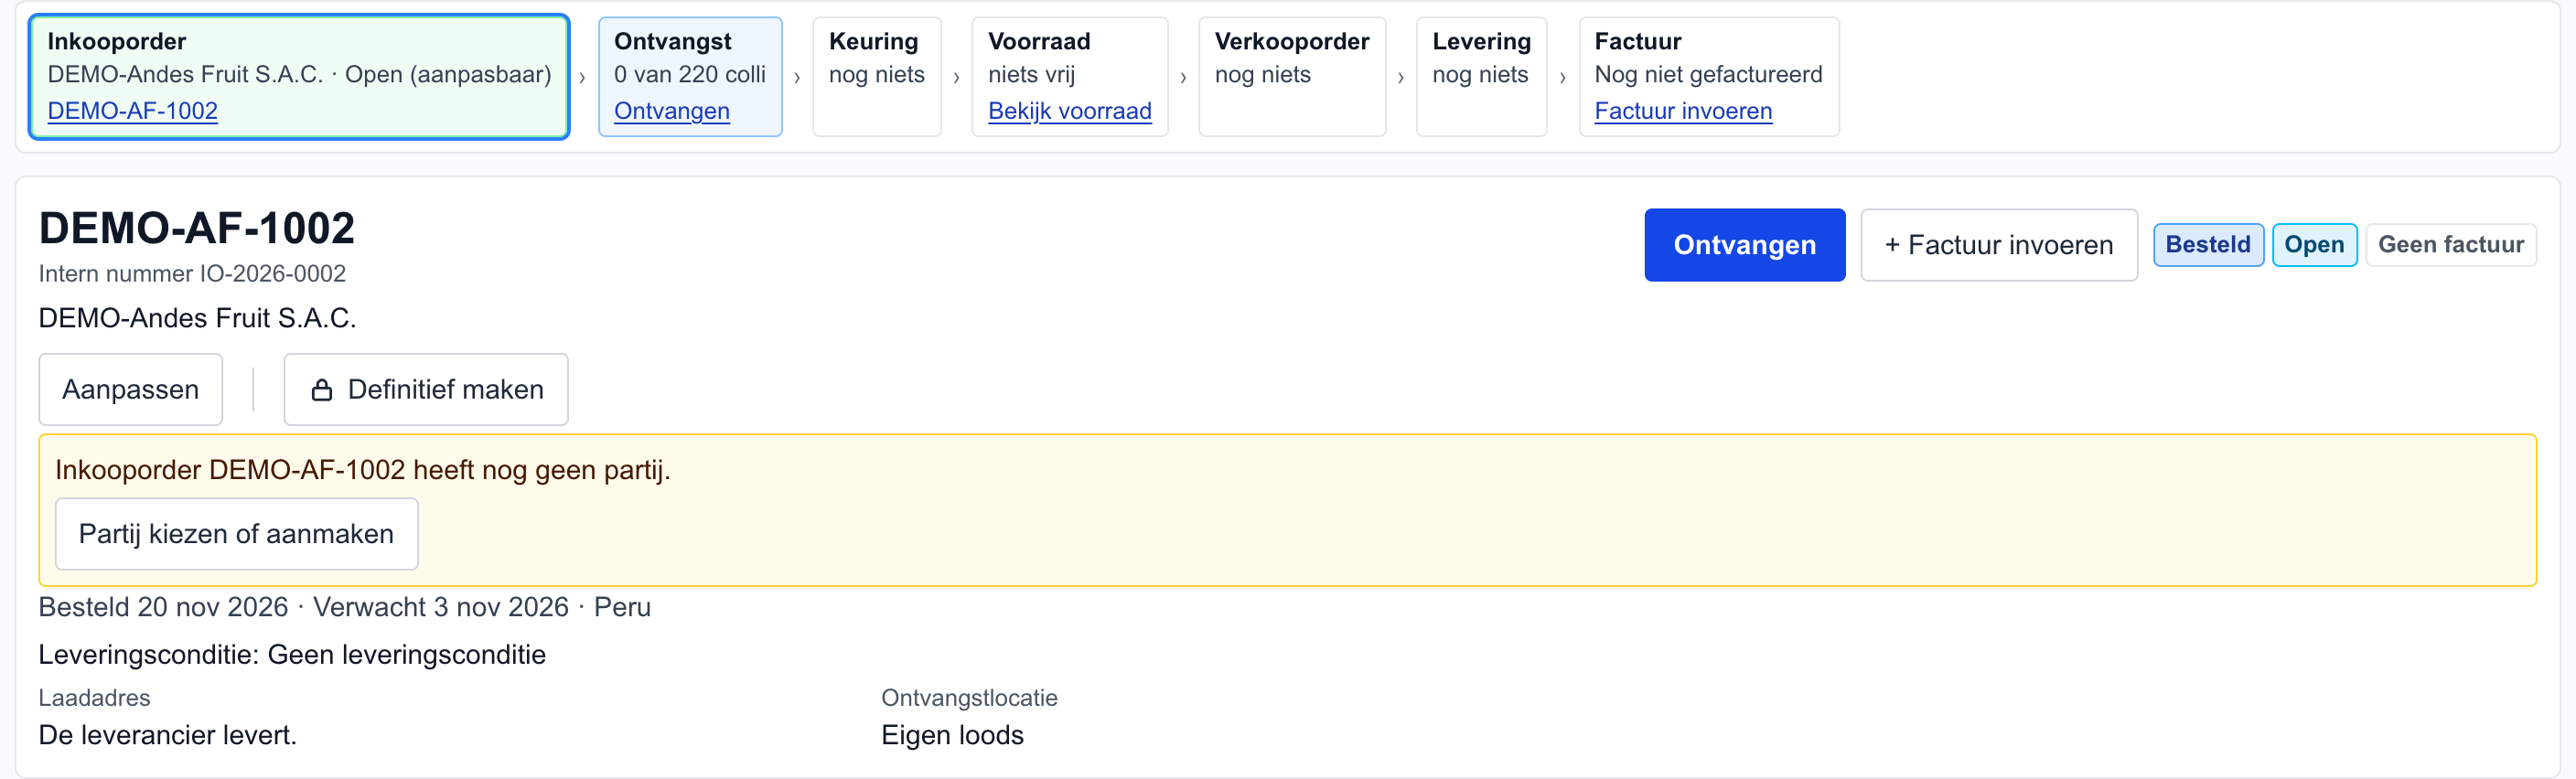 Inkooporder
DEMO-Andes Fruit S.A.C. · Open (aanpasbaar)
DEMO-AF-1002
›
Ontvangst
0 van 220 colli
Ontvangen
›
Keuring
nog niets
›
Voorraad
niets vrij
Bekijk voorraad
›
Verkooporder
nog niets
›
Levering
nog niets
›
Factuur
Nog niet gefactureerd
Factuur invoeren
DEMO-AF-1002
Intern nummer IO-2026-0002
DEMO-Andes Fruit S.A.C.
Ontvangen
+ Factuur invoeren
Besteld
Open
Geen factuur
Aanpassen
Definitief maken
Inkooporder DEMO-AF-1002 heeft nog geen partij.
Partij kiezen of aanmaken
Besteld 20 nov 2026 · Verwacht 3 nov 2026 · Peru
Leveringsconditie: Geen leveringsconditie
Laadadres
De leverancier levert.
Ontvangstlocatie
Eigen loods